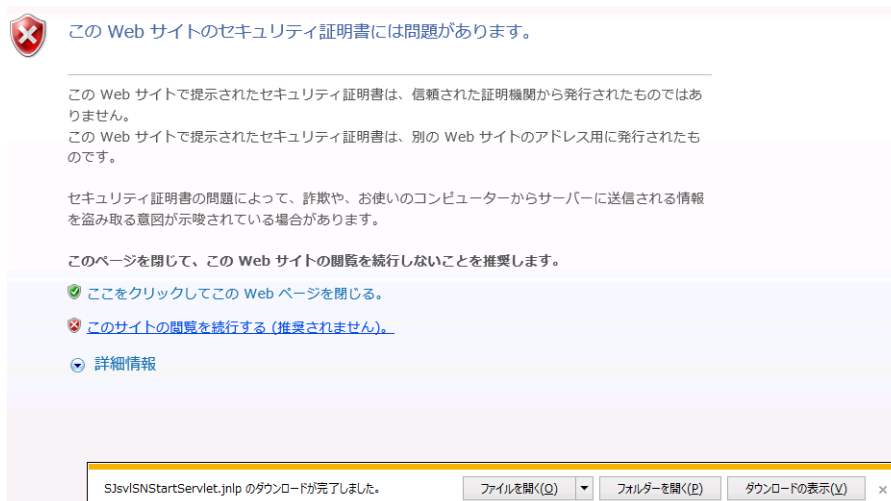 この Web サイトのセキュリティ証明書には問題があります。
この Web サイトで提示されたセキュリティ証明書は、信頼された証明機関から発行されたものではあ
りません。
この Web サイトで提示されたセキュリティ証明書は、別の Web サイトのアドレス用に発行されたも
のです。
セキュリティ証明書の問題によって、詐欺や、お使いのコンピューターからサーバーに送信される情報
を盗み取る意図が示唆されている場合があります。
このページを閉じて、この Web サイトの閲覧を続行しないことを推奨します。
ここをクリックしてこの Web ページを閉じる。
このサイトの閲覧を続行する (推奨されません)。
詳細情報
SJsvlSNStartServlet.jnlp のダウンロードが完了しました。 ファイルを開く(O) フォルダーを開く(P) ダウンロードの表示(V)